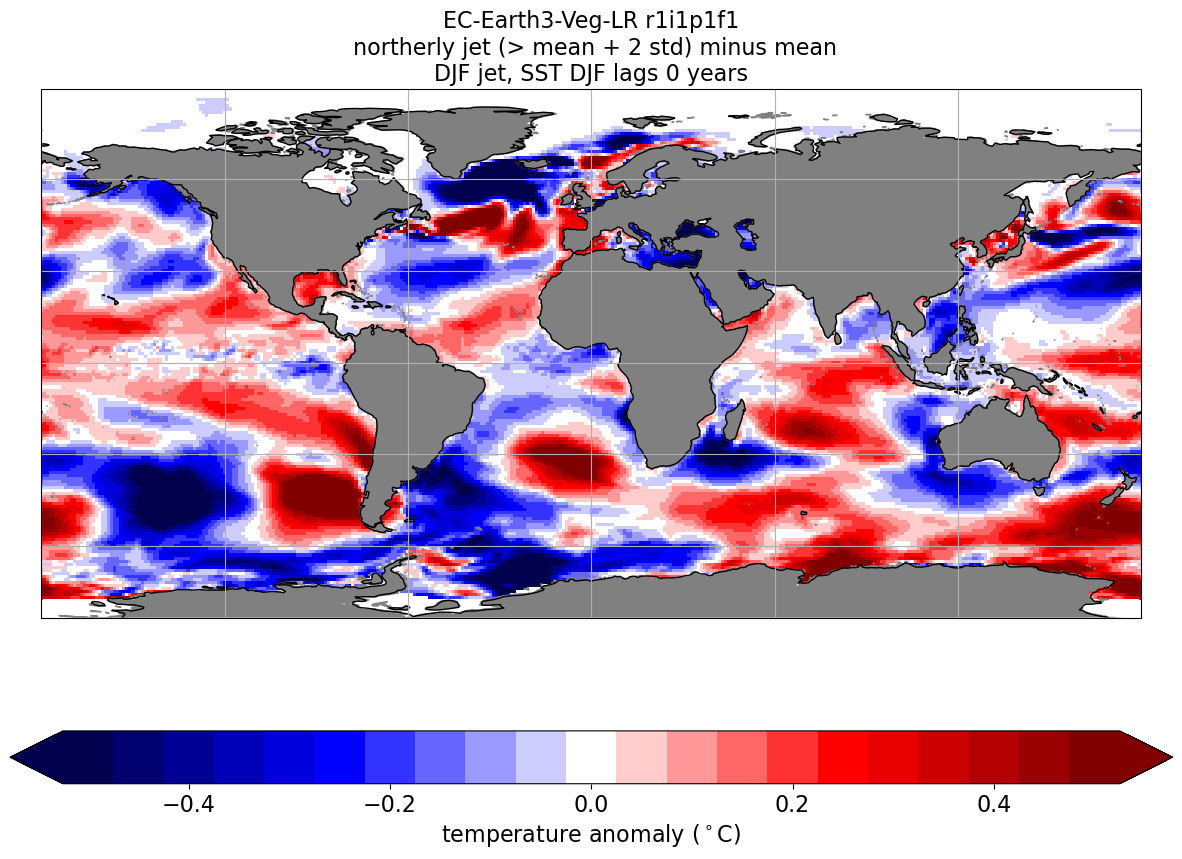 EC-Earth3-Veg-LR r1i1p1f1
northerly jet (> mean + 2 std) minus mean
DJF jet, SST DJF lags 0 years
−0.4 −0.2 0.0 0.2 0.4
temperature anomaly (°C)